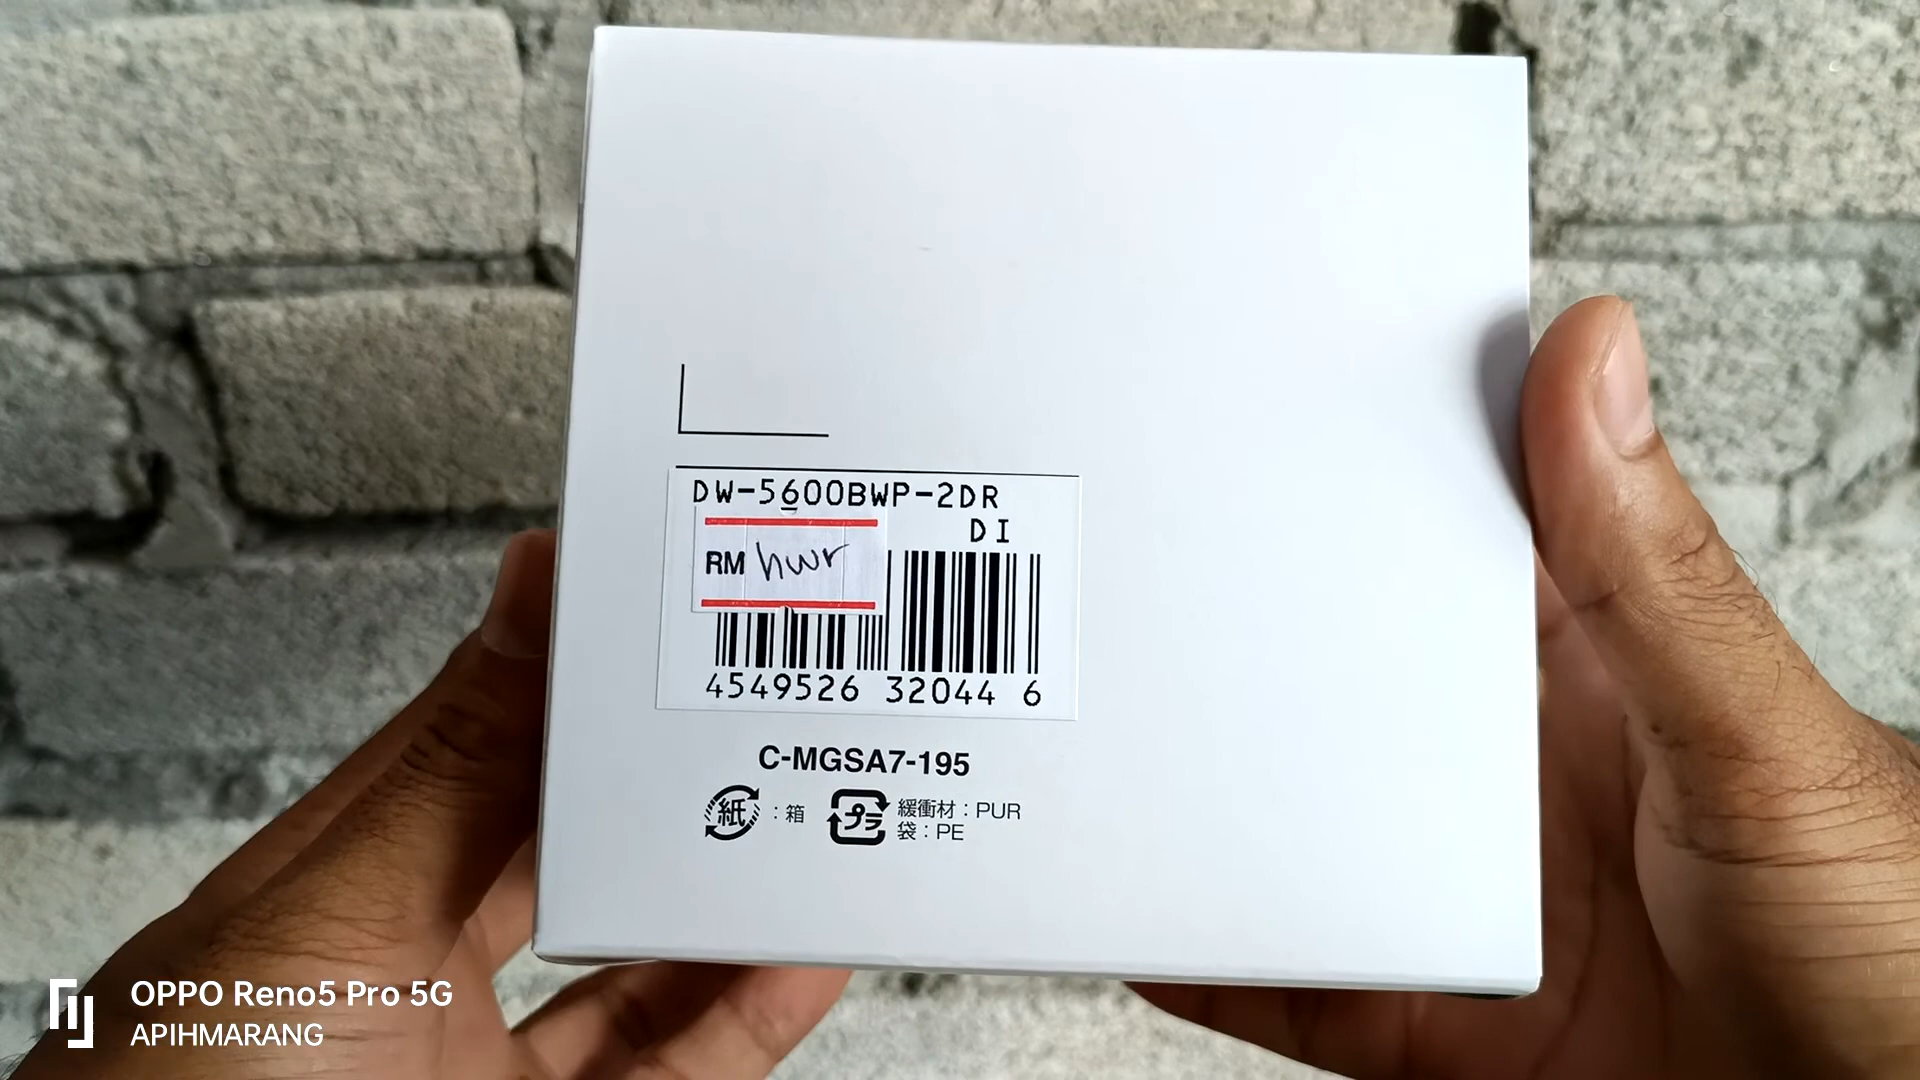 DW-5600BWP-2DR
DI
RM hwr
4549526 32044 6
C-MGSA7-195
紙 : 箱
プラ 緩衝材 : PUR
袋 : PE
OPPO Reno5 Pro 5G
APIHMARANG